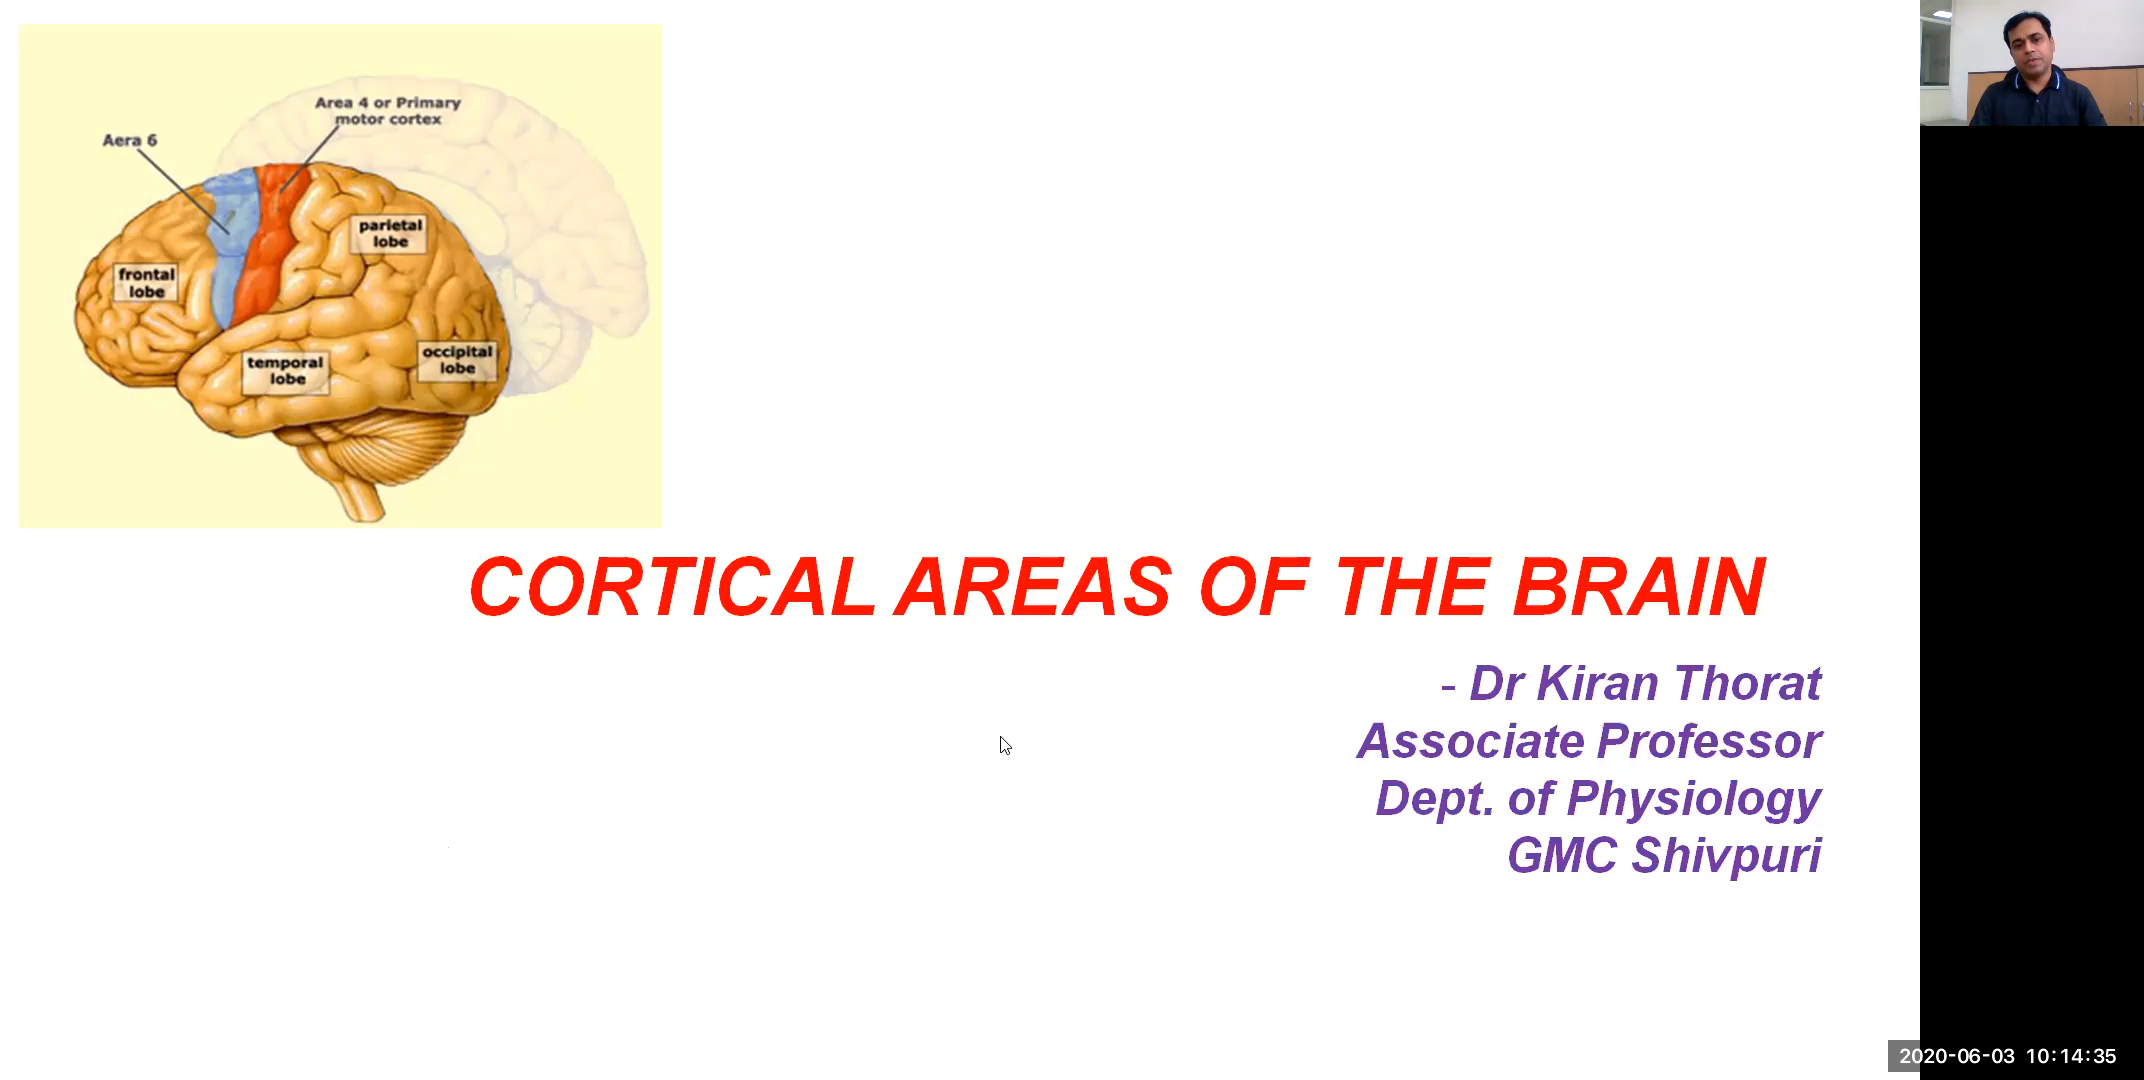 Area 4 or Primary
motor cortex
Aera 6
parietal
lobe
frontal
lobe
occipital
lobe
temporal
lobe
CORTICAL AREAS OF THE BRAIN
- Dr Kiran Thorat
Associate Professor
Dept. of Physiology
GMC Shivpuri
2020-06-03 10:14:35